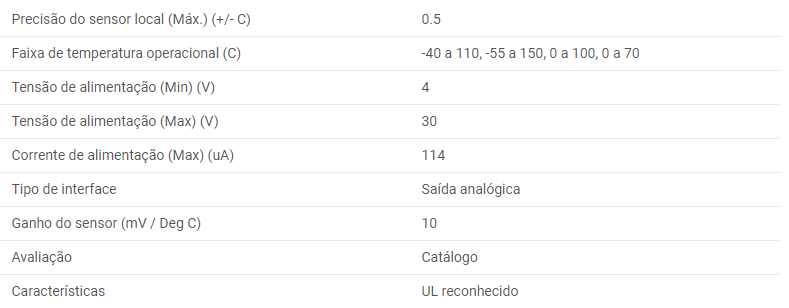 Precisão do sensor local (Máx.) (+/- C) 0.5
Faixa de temperatura operacional (C) -40 a 110, -55 a 150, 0 a 100, 0 a 70
Tensão de alimentação (Min) (V) 4
Tensão de alimentação (Max) (V) 30
Corrente de alimentação (Max) (uA) 114
Tipo de interface Saída analógica
Ganho do sensor (mV / Deg C) 10
Avaliação Catálogo
Características UL reconhecido